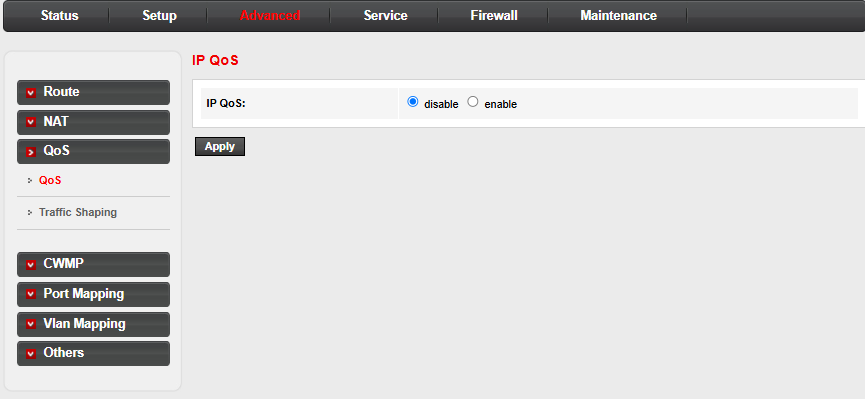 Status Setup Advanced Service Firewall Maintenance
IP QoS
Route
NAT
QoS
QoS
Traffic Shaping
CWMP
Port Mapping
Vlan Mapping
Others
IP QoS: disable enable
Apply